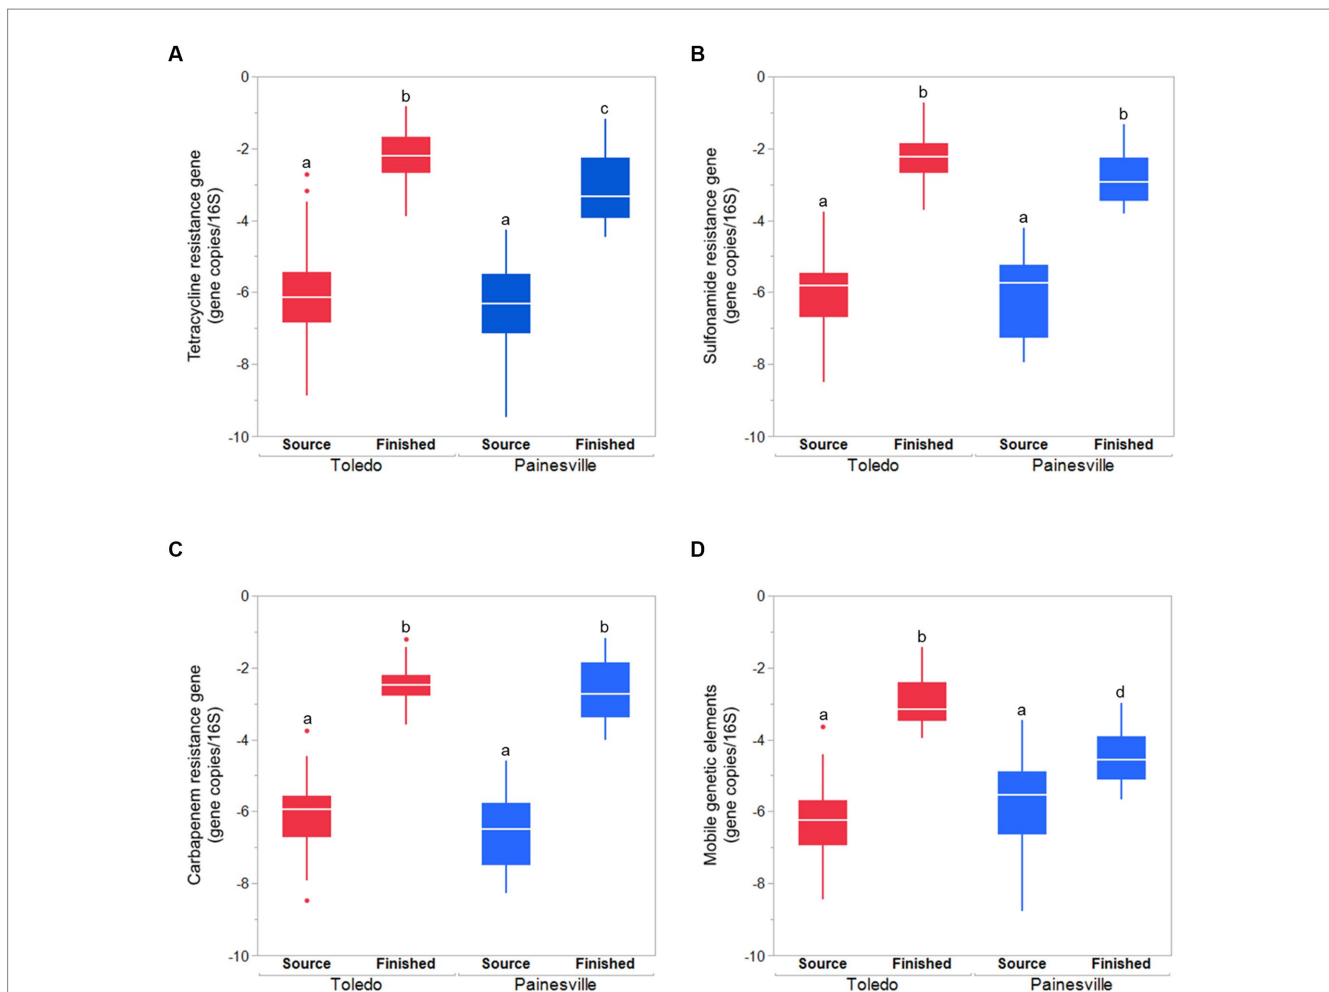 A
Tetracycline resistance gene
(gene copies/16S)
0
-2
-4
-6
-8
-10
a
b
a
c
Source Finished Source Finished
Toledo Painesville
B
Sulfonamide resistance gene
(gene copies/16S)
0
-2
-4
-6
-8
-10
a
b
a
b
Source Finished Source Finished
Toledo Painesville
C
Carbapenem resistance gene
(gene copies/16S)
0
-2
-4
-6
-8
-10
a
b
a
b
Source Finished Source Finished
Toledo Painesville
D
Mobile genetic elements
(gene copies/16S)
0
-2
-4
-6
-8
-10
a
b
a
d
Source Finished Source Finished
Toledo Painesville